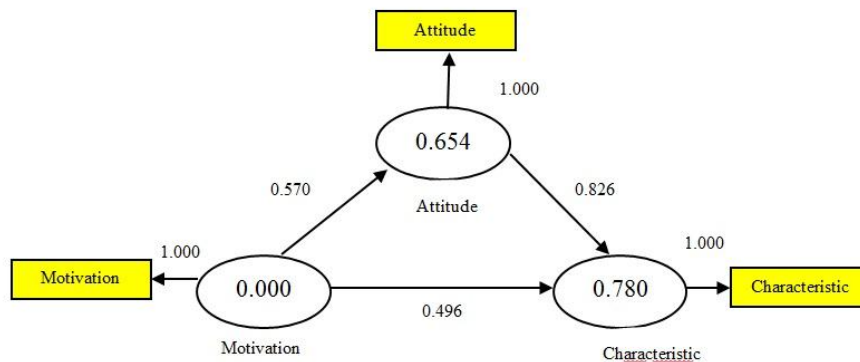 Attitude
1.000
0.654
0.570
0.826
Attitude
1.000
1.000
Motivation
0.000
0.780
Characteristic
0.496
Motivation
Characteristic